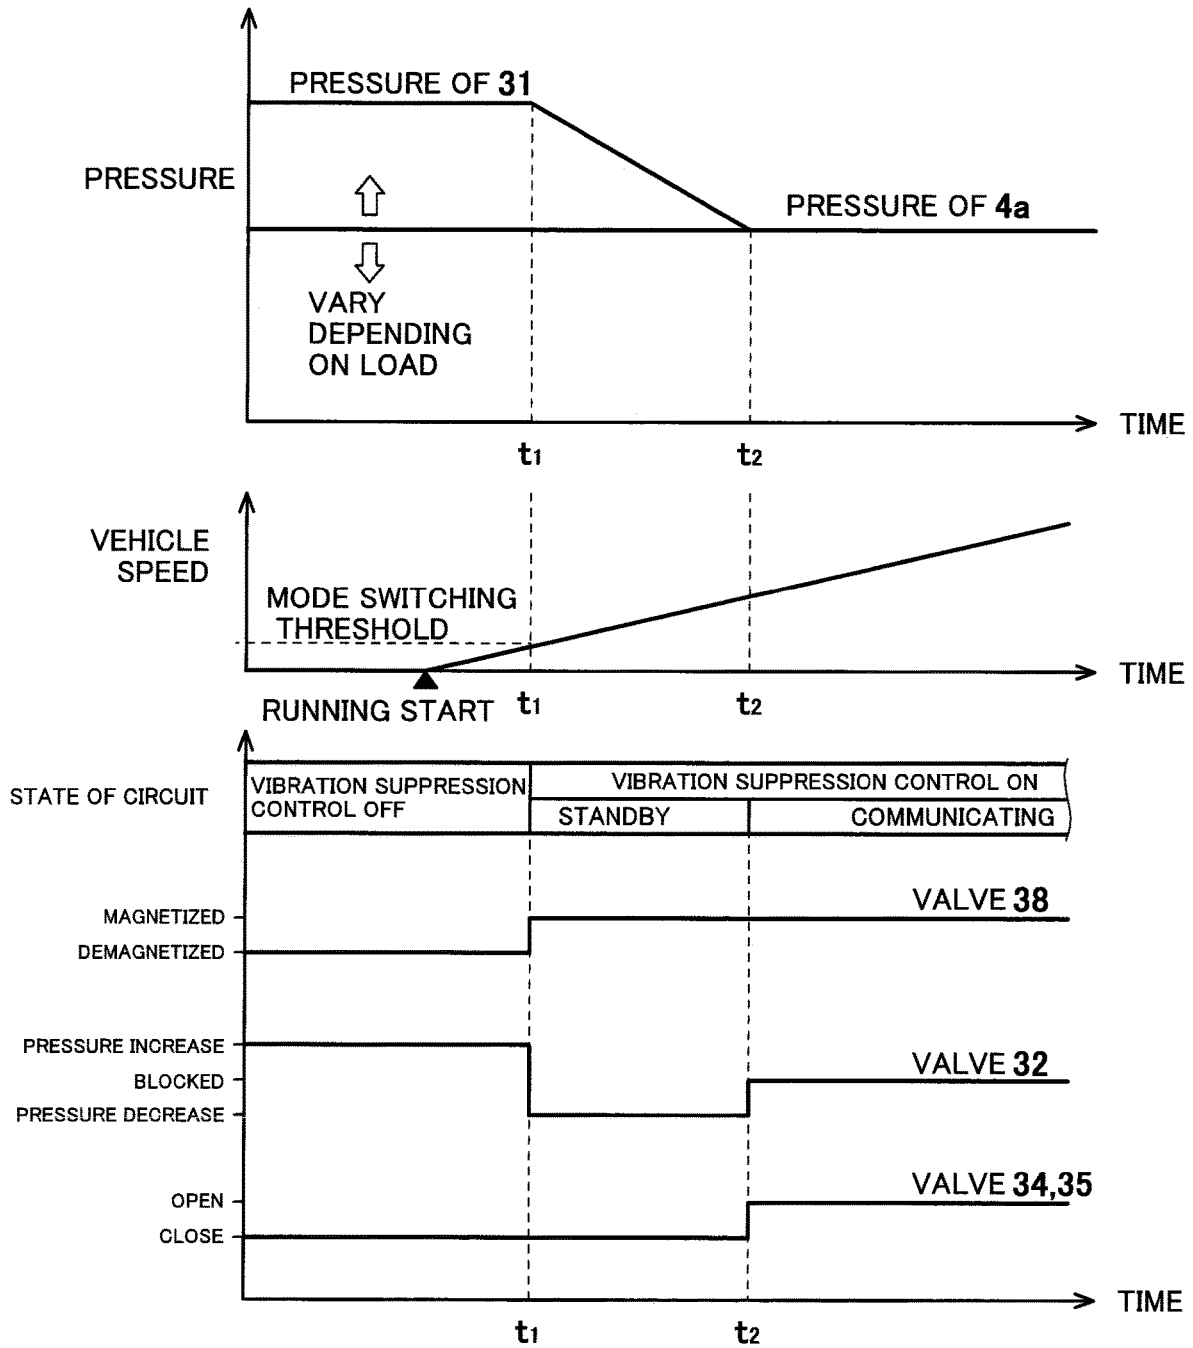 PRESSURE OF 31
PRESSURE
PRESSURE OF 4a
VARY
DEPENDING
ON LOAD
TIME
t1
t2
VEHICLE
SPEED
MODE SWITCHING
THRESHOLD
TIME
RUNNING START
t1
t2
STATE OF CIRCUIT
VIBRATION SUPPRESSION
CONTROL OFF
VIBRATION SUPPRESSION CONTROL ON
STANDBY
COMMUNICATING
VALVE 38
MAGNETIZED
DEMAGNETIZED
PRESSURE INCREASE
VALVE 32
BLOCKED
PRESSURE DECREASE
VALVE 34,35
OPEN
CLOSE
TIME
t1
t2